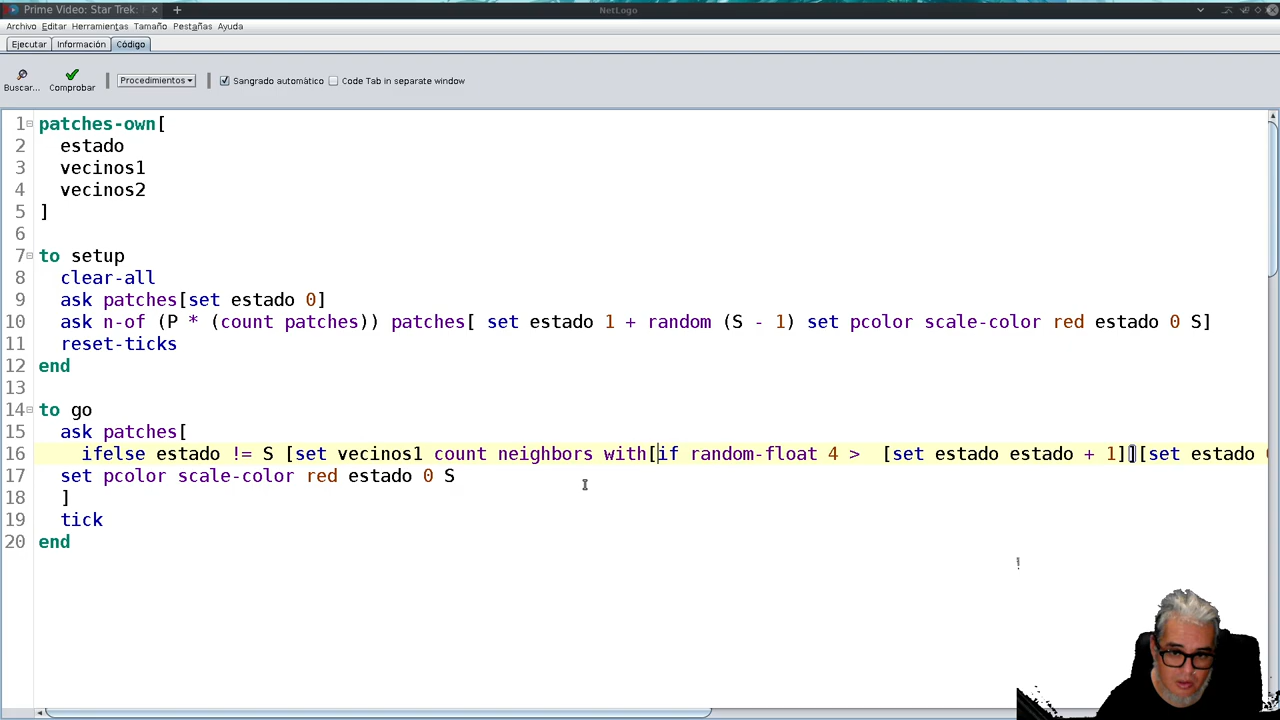 Prime Video: Star Trek:
NetLogo
Archivo Editar Herramientas Tamaño Pestañas Ayuda
Ejecutar Información Código
Buscar... Comprobar Procedimientos Sangrado automático Code Tab in separate window
1 patches-own[
2 estado
3 vecinos1
4 vecinos2
5 ]
6
7 to setup
8 clear-all
9 ask patches[set estado 0]
10 ask n-of (P * (count patches)) patches[ set estado 1 + random (S - 1) set pcolor scale-color red estado 0 S]
11 reset-ticks
12 end
13
14 to go
15 ask patches[
16 ifelse estado != S [set vecinos1 count neighbors with[if random-float 4 >  [set estado estado + 1]][set estado
17 set pcolor scale-color red estado 0 S
18 ]
19 tick
20 end